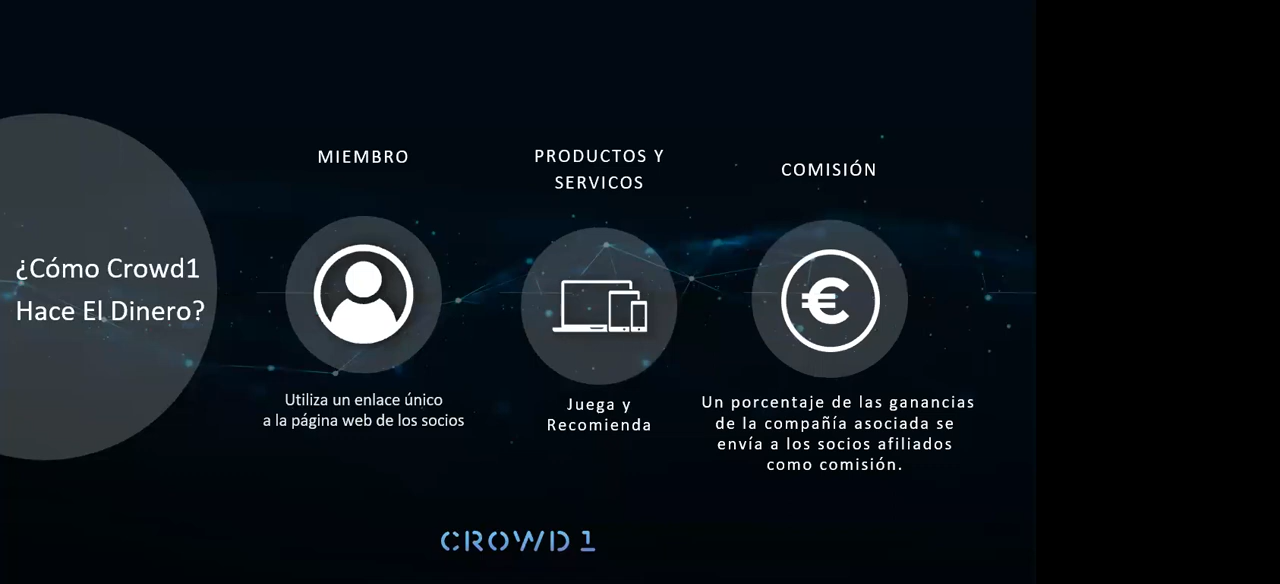 ¿Cómo Crowd1
Hace El Dinero?
MIEMBRO
Utiliza un enlace único
a la página web de los socios
PRODUCTOS Y
SERVICOS
Juega y
Recomienda
COMISIÓN
Un porcentaje de las ganancias
de la compañía asociada se
envía a los socios afiliados
como comisión.
CROWD 1